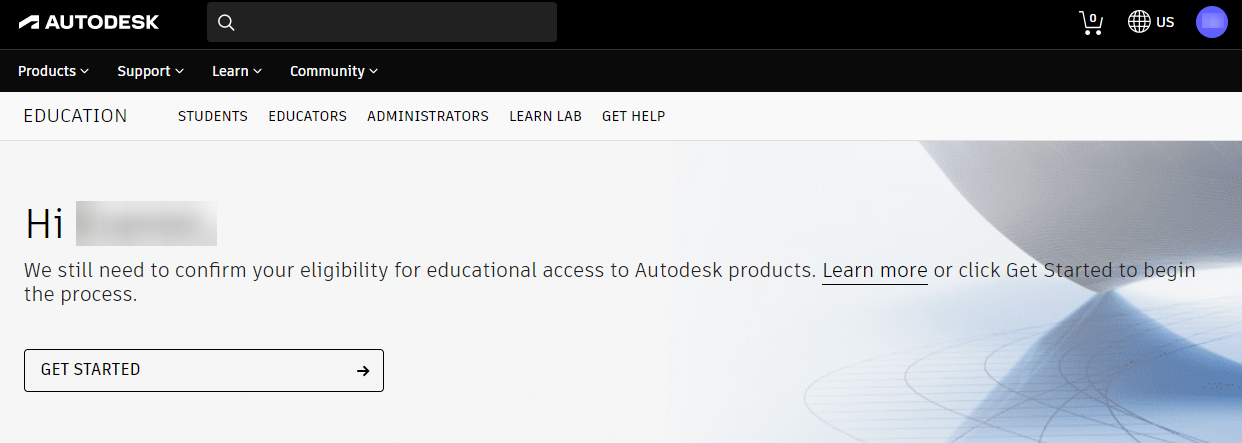 AUTODESK
0
US
Products
Support
Learn
Community
EDUCATION
STUDENTS
EDUCATORS
ADMINISTRATORS
LEARN LAB
GET HELP
Hi
We still need to confirm your eligibility for educational access to Autodesk products. Learn more or click Get Started to begin
the process.
GET STARTED